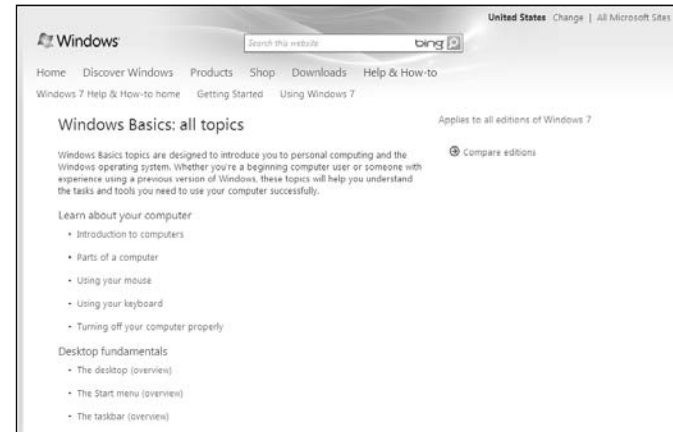 United States Change | All Microsoft Sites
Windows
Search this website bing
Home Discover Windows Products Shop Downloads Help & How-to
Windows 7 Help & How-to home Getting Started Using Windows 7
Windows Basics: all topics
Applies to all editions of Windows 7
Compare editions
Windows Basics topics are designed to introduce you to personal computing and the
Windows operating system. Whether you're a beginning computer user or someone with
experience using a previous version of Windows, these topics will help you understand
the tasks and tools you need to use your computer successfully.
Learn about your computer
• Introduction to computers
• Parts of a computer
• Using your mouse
• Using your keyboard
• Turning off your computer properly
Desktop fundamentals
• The desktop (overview)
• The Start menu (overview)
• The taskbar (overview)